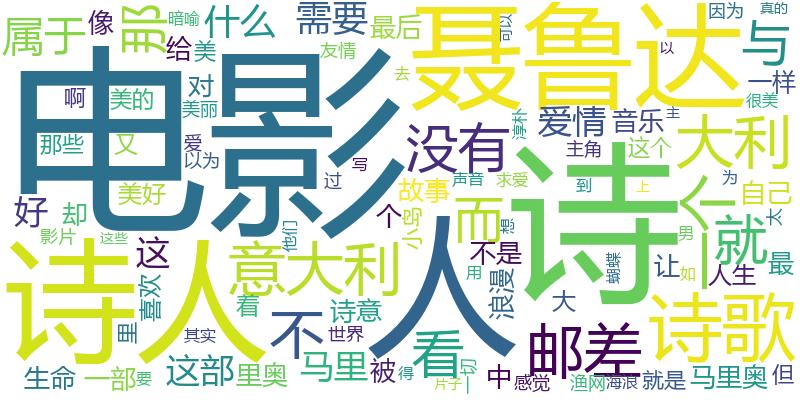 属于 像 那 暗喻 给 美 什么 需要 友情 最后 可以 聂鲁达 因为 真的 与 以
电影 啊 美的 对 美丽 去 爱情 音乐 很美 一样
那些 又 爱 以为 没有 淳朴 主角 这个 主 大利
美好 过 写 故事 声音 求爱 到 上 为 自己 太
好 却 这 个 小岛 而 诗 个 就
影片 这些 他们 想 不是 蝴蝶 男 让 如 人生 最
诗人 意大利 人 浪漫 用
里 喜欢 看 不 诗意 看 大 邮差 诗歌
其实 世界 一切
生命 一部 要 这部 里奥 马里 被 得 片子 中 感觉 渔网 海浪 就是 马里奥 但